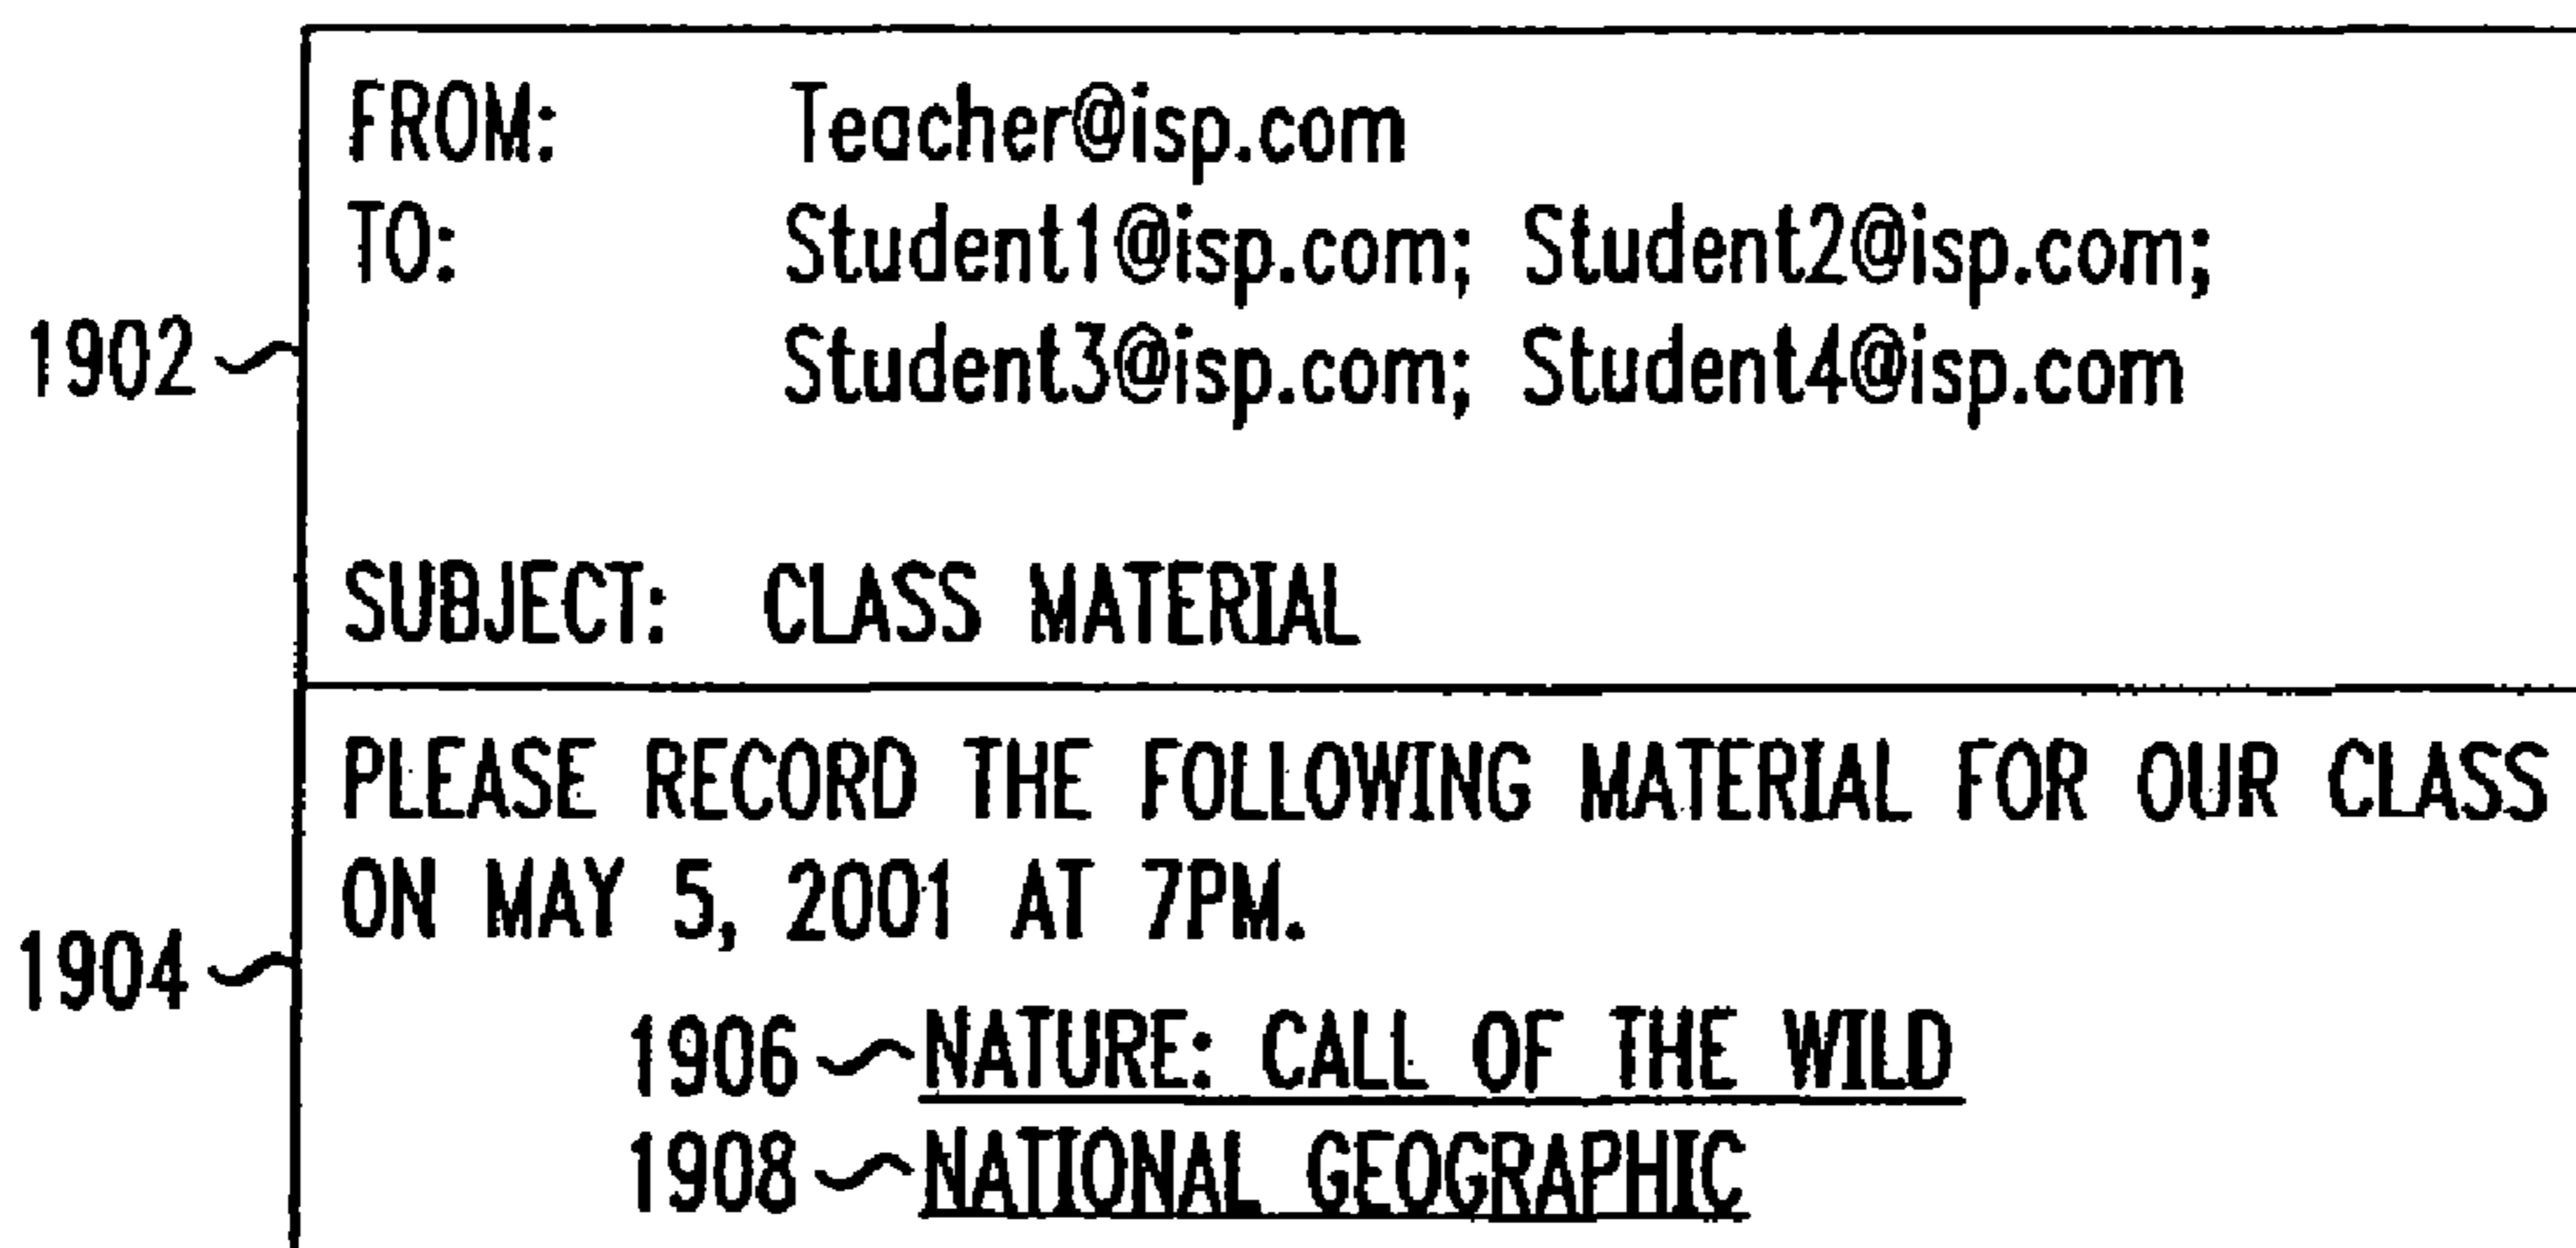 FROM: Teacher@isp.com
TO: Student1@isp.com; Student2@isp.com;
1902 Student3@isp.com; Student4@isp.com
SUBJECT: CLASS MATERIAL
PLEASE RECORD THE FOLLOWING MATERIAL FOR OUR CLASS
ON MAY 5, 2001 AT 7PM.
1904
1906 NATURE: CALL OF THE WILD
1908 NATIONAL GEOGRAPHIC